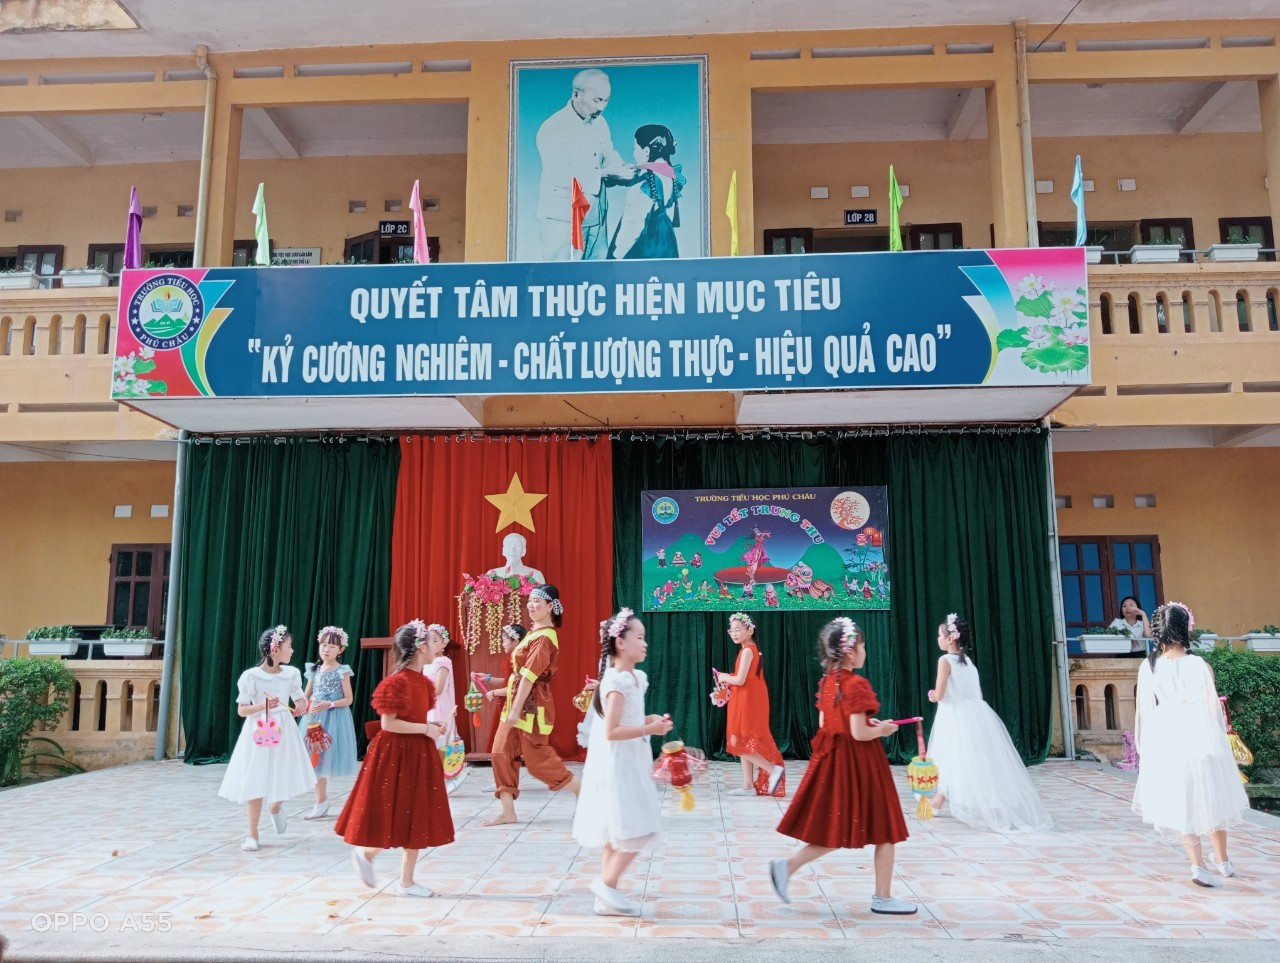 LỚP 2C
LỚP 2B
TRƯỜNG TIỂU HỌC
PHÚ CHÂU
QUYẾT TÂM THỰC HIỆN MỤC TIÊU
“KỶ CƯƠNG NGHIÊM - CHẤT LƯỢNG THỰC - HIỆU QUẢ CAO”
TRƯỜNG TIỂU HỌC PHÚ CHÂU
VUI TẾT TRUNG THU
OPPO A55